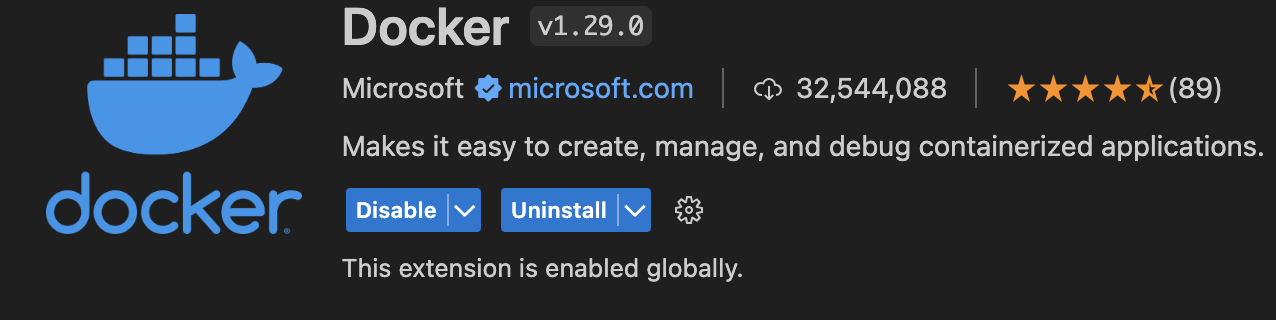 Docker v1.29.0
Microsoft microsoft.com 32,544,088 (89)
Makes it easy to create, manage, and debug containerized applications.
docker
Disable Uninstall
This extension is enabled globally.